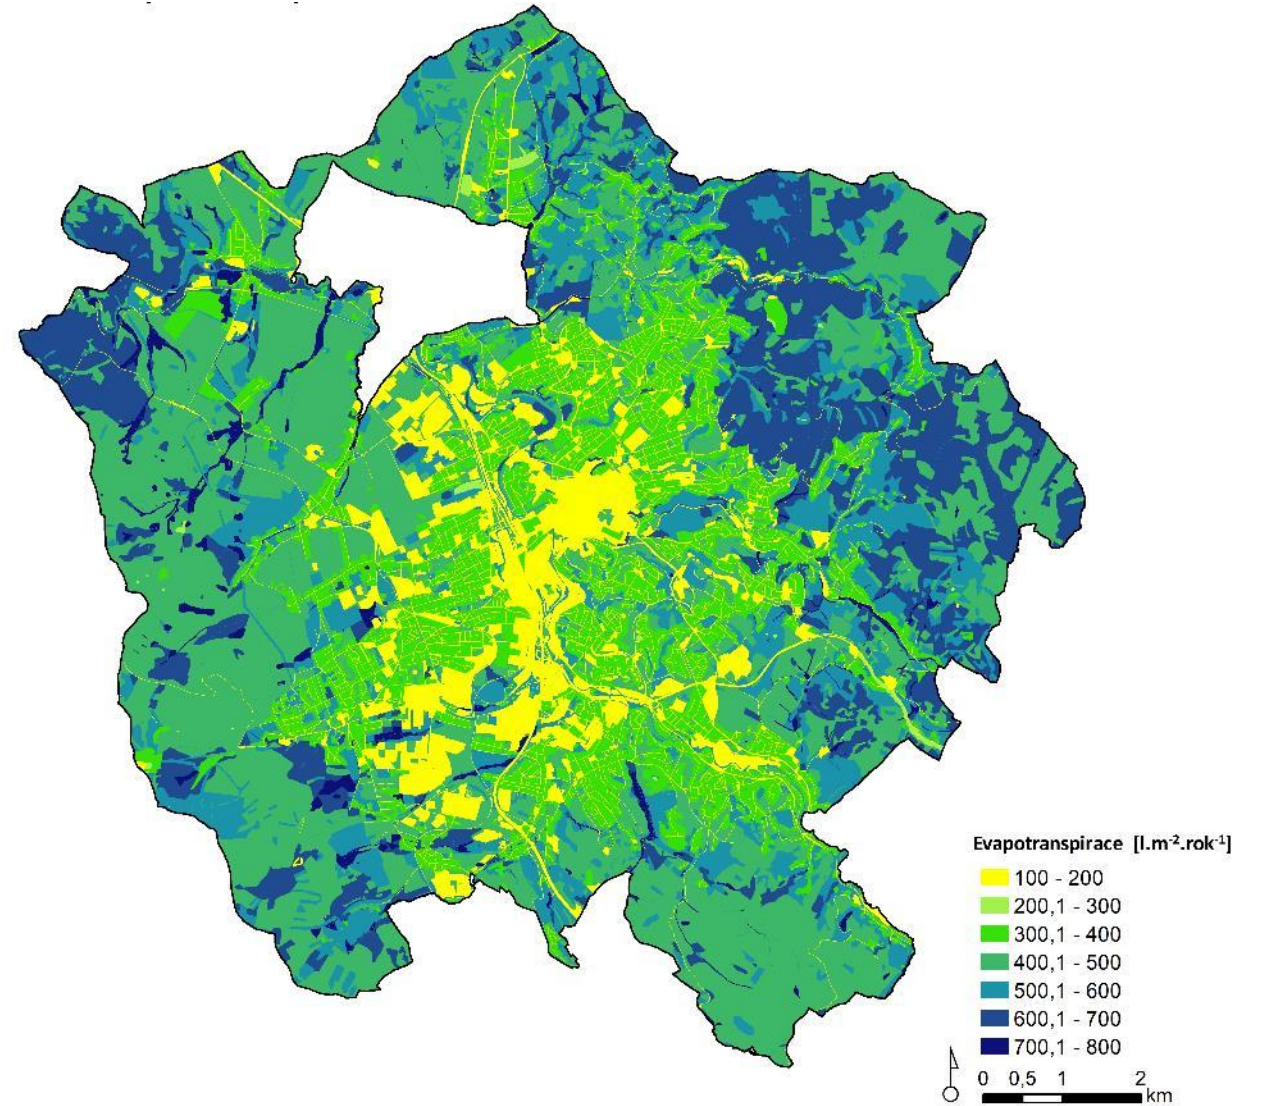 Evapotranspirace [l.m⁻².rok⁻¹]
100 - 200
200,1 - 300
300,1 - 400
400,1 - 500
500,1 - 600
600,1 - 700
700,1 - 800
0 0,5 1 2
km